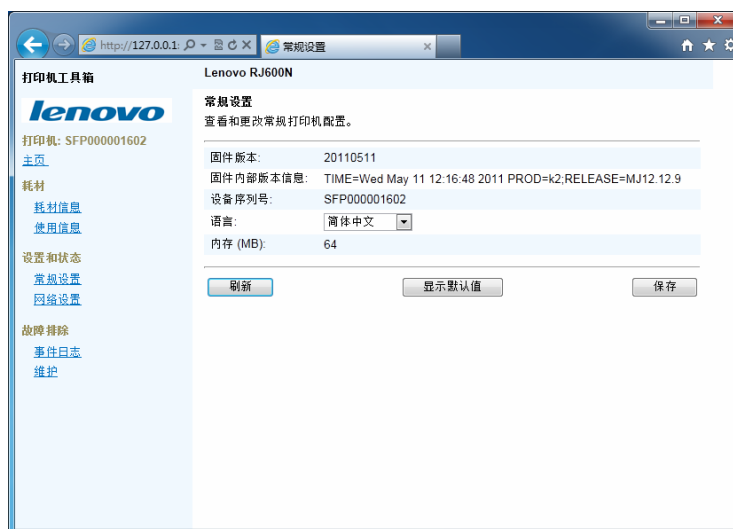 http://127.0.0.1:
常规设置
打印机工具箱
lenovo
打印机: SFP000001602
主页
耗材
耗材信息
使用信息
设置和状态
常规设置
网络设置
故障排除
事件日志
维护
Lenovo RJ600N
常规设置
查看和更改常规打印机配置。
固件版本: 20110511
固件内部版本信息: TIME=Wed May 11 12:16:48 2011 PROD=k2;RELEASE=MJ12.12.9
设备序列号: SFP000001602
语言: 简体中文
内存 (MB): 64
刷新 显示默认值 保存